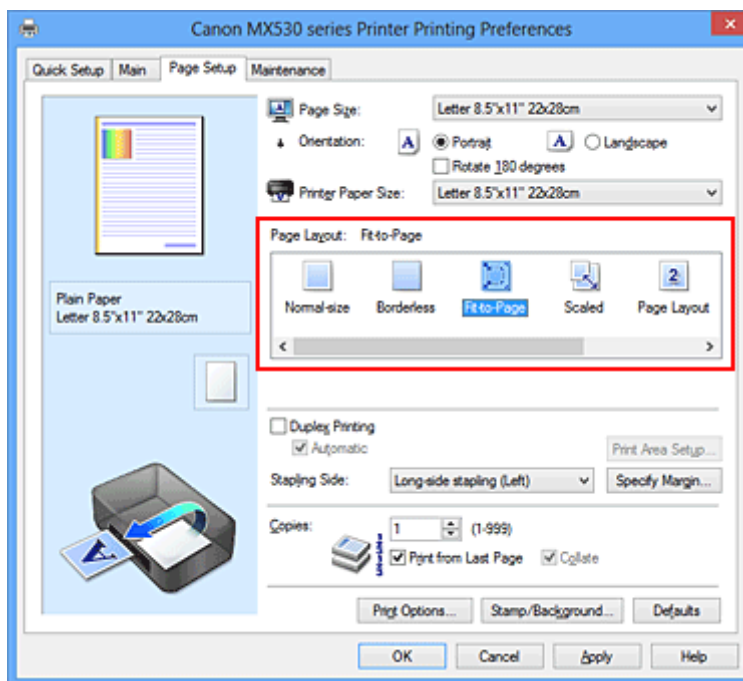 Canon MX530 series Printer Printing Preferences
Quick Setup Main Page Setup Maintenance
Page Size: Letter 8.5"x11" 22x28cm
Orientation: A Portrait A Landscape
Rotate 180 degrees
Printer Paper Size: Letter 8.5"x11" 22x28cm
Page Layout: Fit-to-Page
Normal-size Borderless Fit-to-Page Scaled Page Layout
2
Plain Paper
Letter 8.5"x11" 22x28cm
Duplex Printing
Automatic
Print Area Setup...
Stapling Side: Long-side stapling (Left) Specify Margin...
Copies: 1 (1-999)
Print from Last Page Collate
A
Print Options... Stamp/Background... Defaults
OK Cancel Apply Help